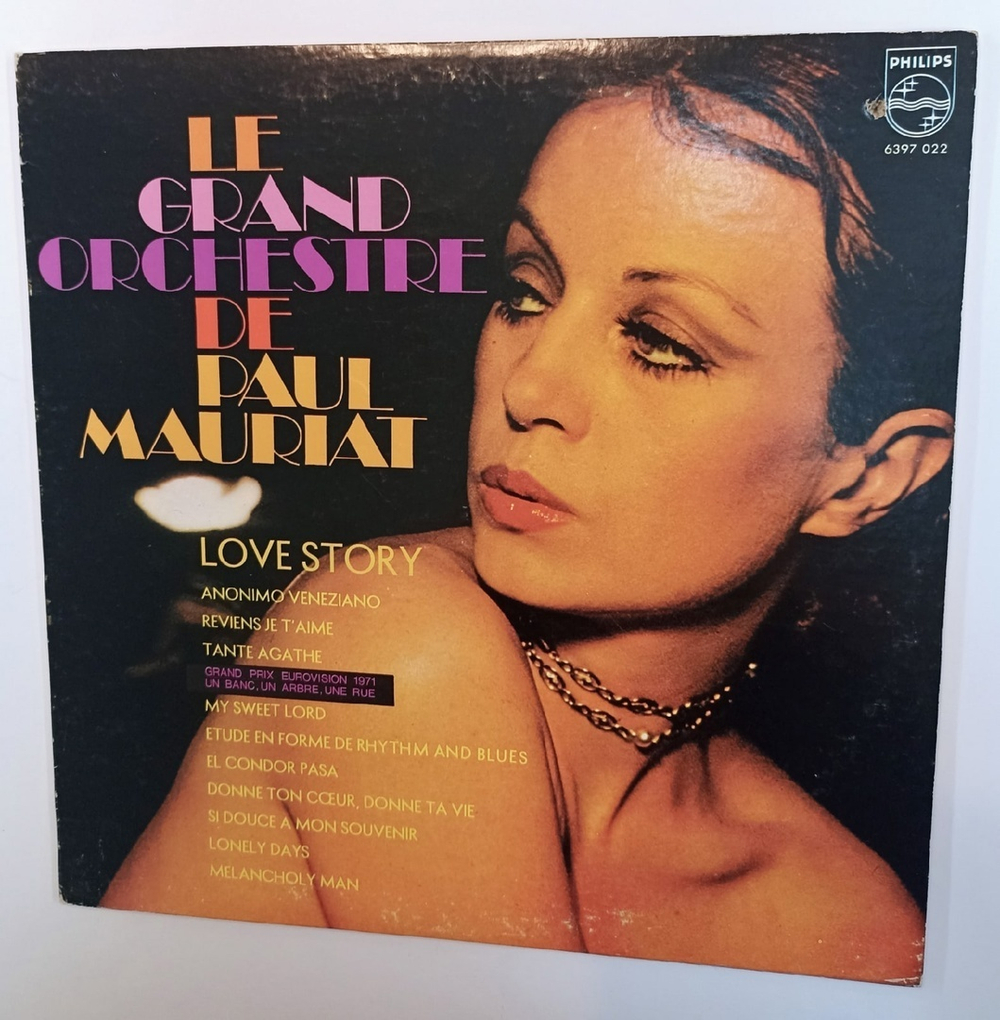 PHILIPS
6397 022
LE
GRAND
ORCHESTRE
DE
PAUL
MAURIAT
LOVE STORY
ANONIMO VENEZIANO
REVIENS JE T'AIME
TANTE AGATHE
GRAND PRIX EUROVISION 1971
UN BANC, UN ARBRE, UNE RUE
MY SWEET LORD
ETUDE EN FORME DE RHYTHM AND BLUES
EL CONDOR PASA
DONNE TON CŒUR, DONNE TA VIE
SI DOUCE A MON SOUVENIR
LONELY DAYS
MELANCHOLY MAN